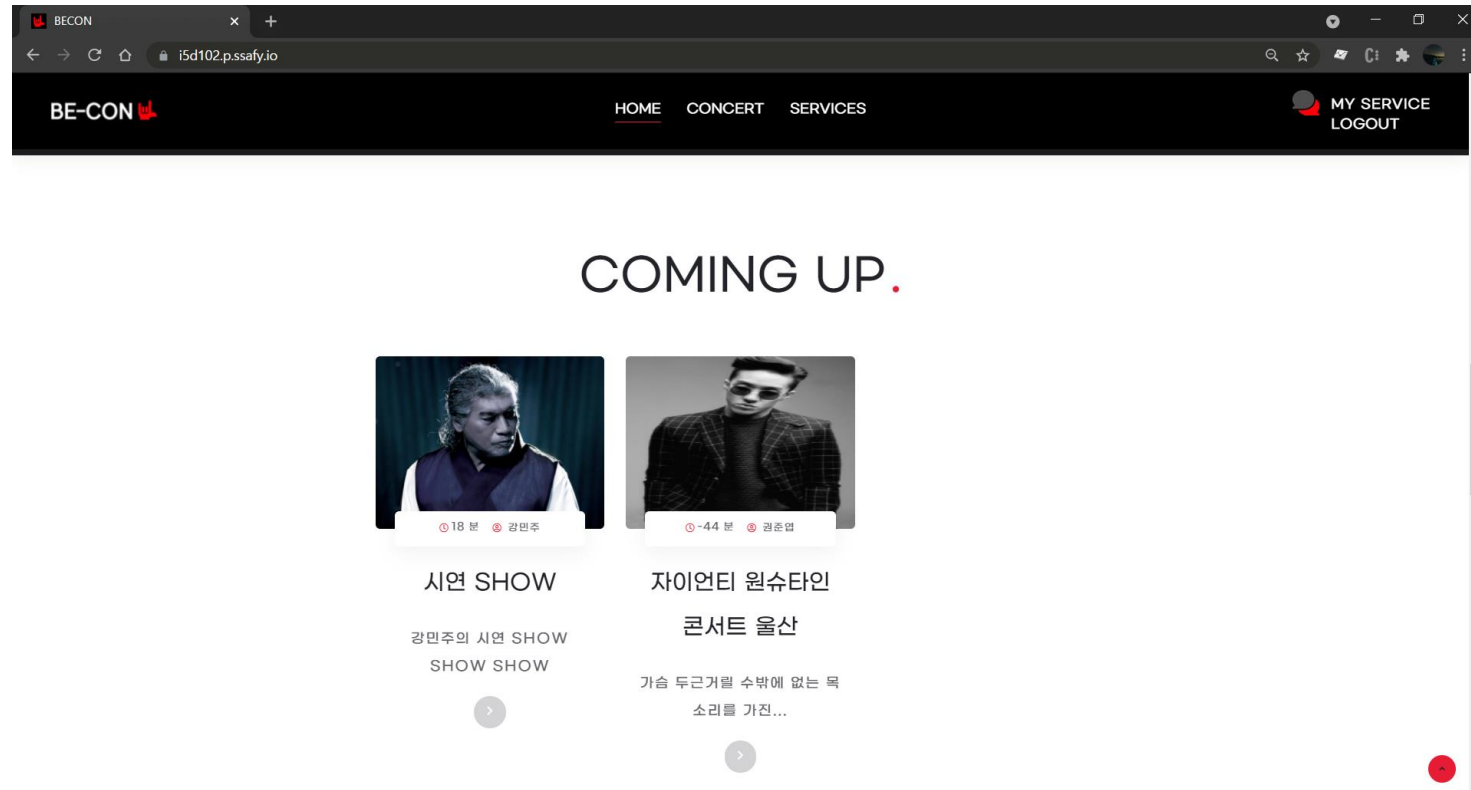 BECON
i5d102.p.ssafy.io
BE-CON
HOME CONCERT SERVICES
MY SERVICE
LOGOUT
COMING UP.
18 분 강민주
시연 SHOW
강민주의 시연 SHOW
SHOW SHOW
-44 분 권준엽
자이언티 원슈타인
콘서트 울산
가슴 두근거릴 수밖에 없는 목
소리를 가진...